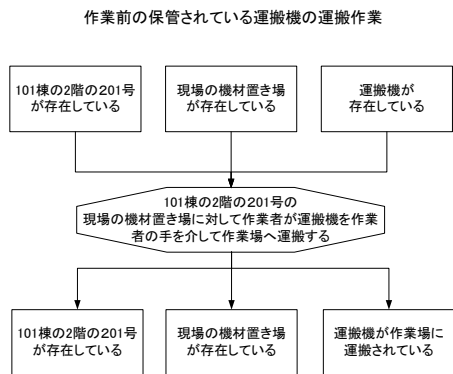 作業前の保管されている運搬機の運搬作業
101棟の2階の201号
が存在している
現場の機材置き場
が存在している
運搬機が
存在している
101棟の2階の201号の
現場の機材置き場に対して作業者が運搬機を作業
者の手を介して作業場へ運搬する
101棟の2階の201号
が存在している
現場の機材置き場
が存在している
運搬機が作業場に
運搬されている